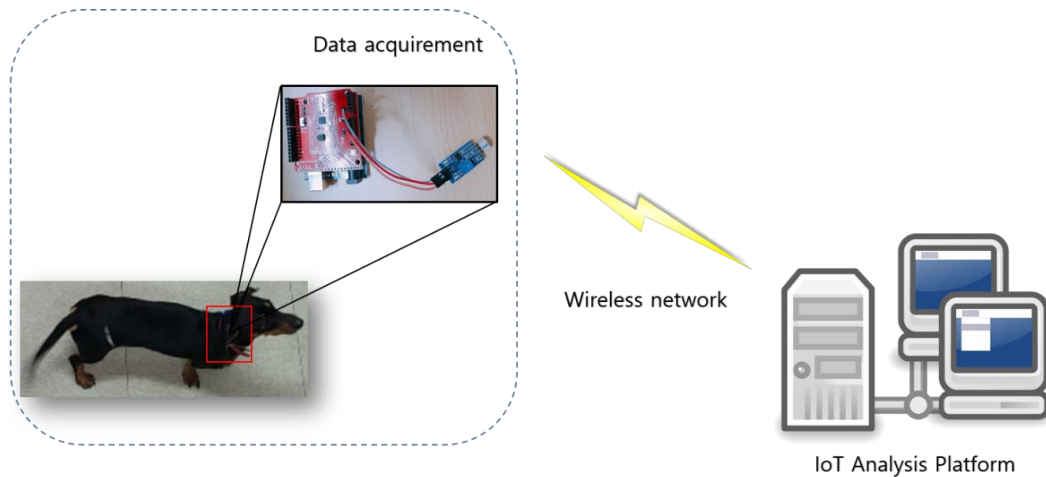 Data acquirement
Wireless network
IoT Analysis Platform